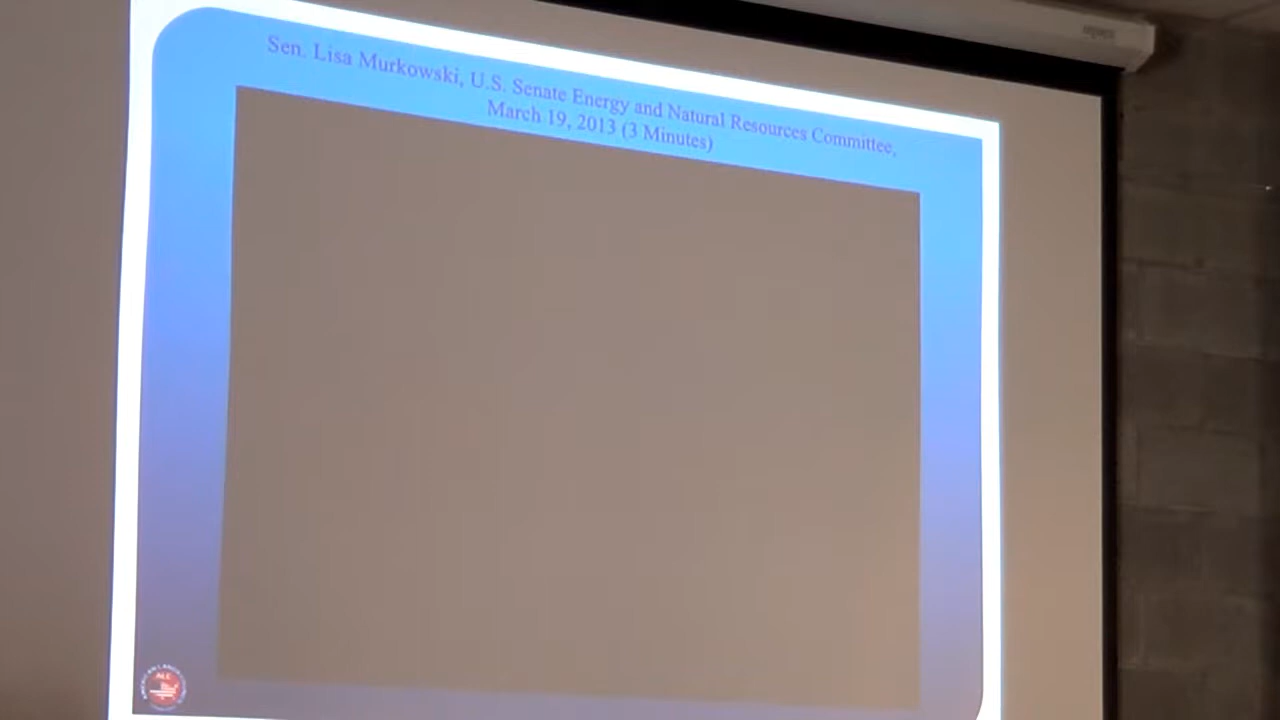 Sen. Lisa Murkowski, U.S. Senate Energy and Natural Resources Committee,
March 19, 2013 (3 Minutes)